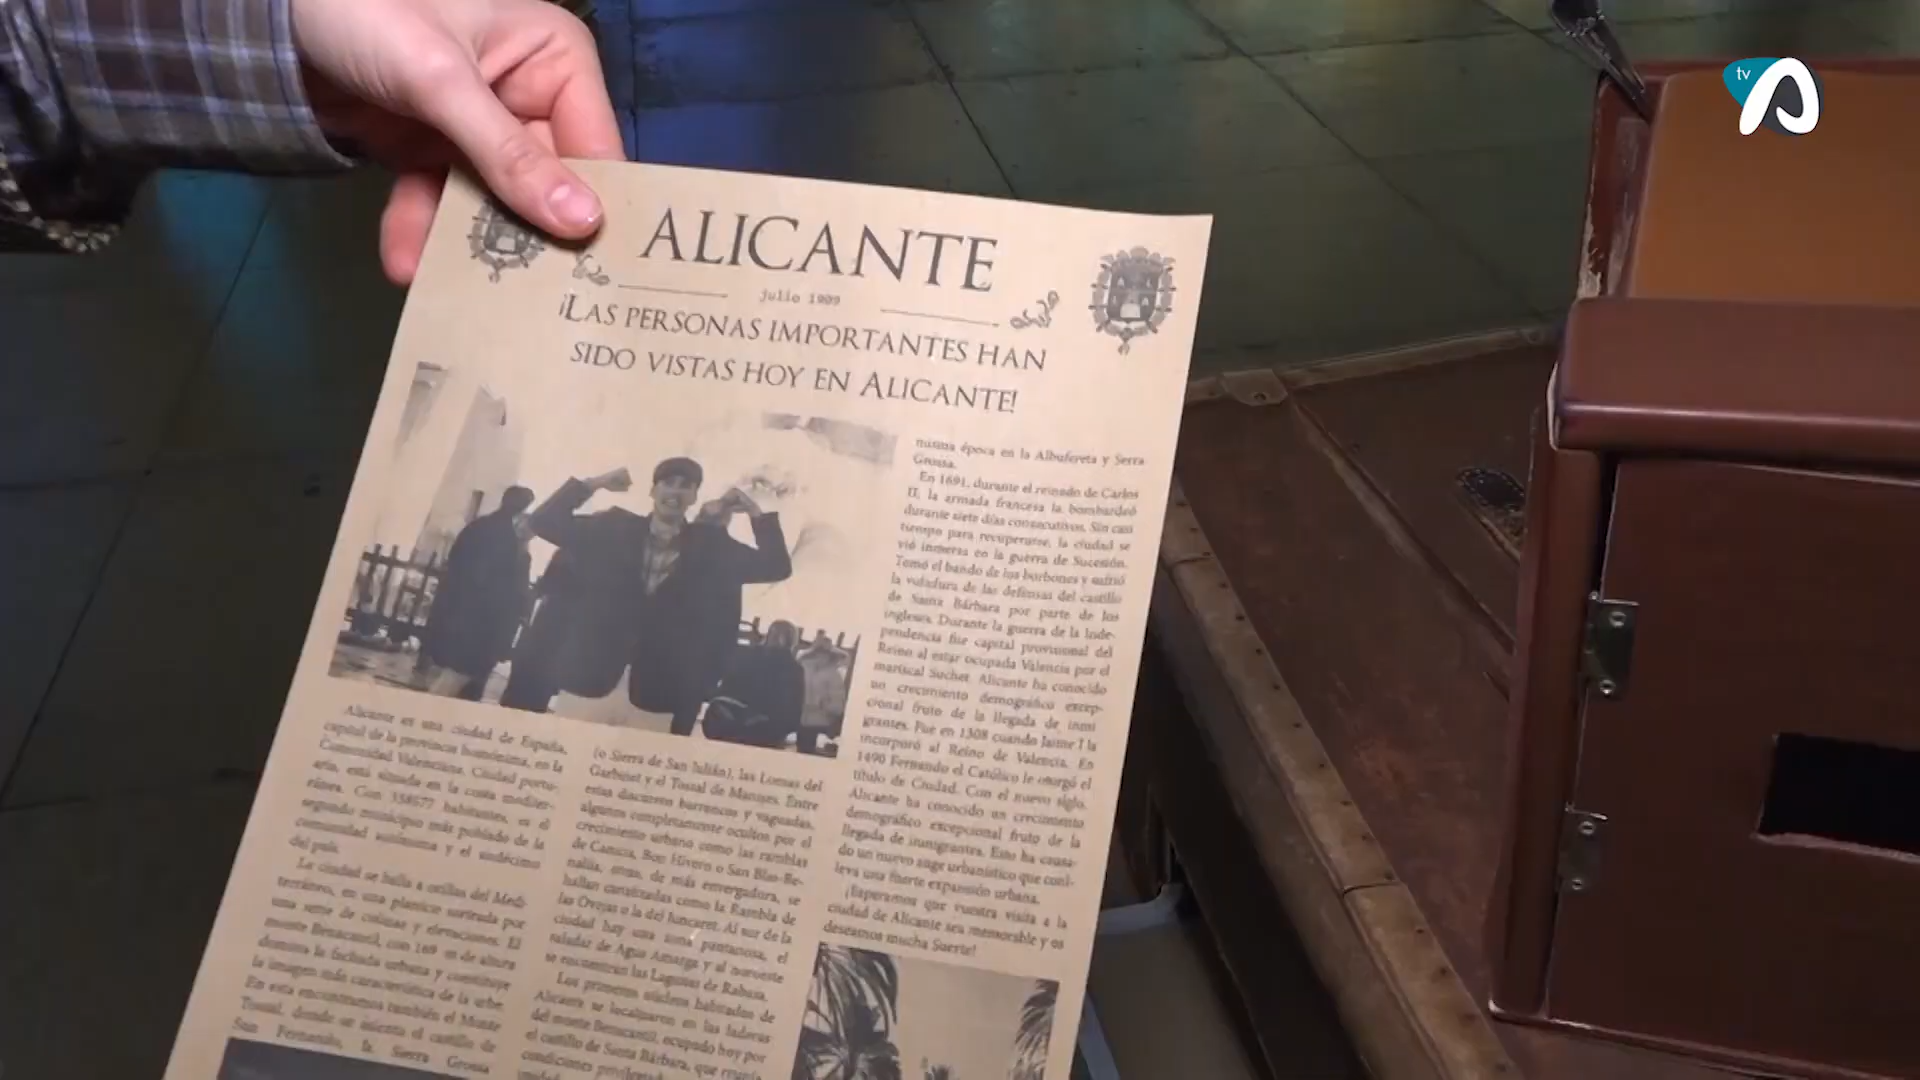 tv
ALICANTE
julio 1909
¡LAS PERSONAS IMPORTANTES HAN
SIDO VISTAS HOY EN ALICANTE!
Alicante es una ciudad de España,
capital de la provincia homónima, en la
Comunidad Valenciana. Ciudad portu-
aria, está situada en la costa mediter-
ránea. Con 358577 habitantes, es el
segundo municipio más poblado de la
comunidad autónoma y el undécimo
del país.
La ciudad se halla a orillas del Medi-
terráneo, en una planicie sorteada por
una serie de colinas y elevaciones. El
monte Benacantil, con 169 m de altura
domina la fachada urbana y constituye
la imagen más característica de la urbe.
En esta encontramos también el Monte
Tossal, donde se asienta el castillo de
San Fernando, la Sierra Grossa
(o Sierra de San Julián), las Lomas del
Garbinet y el Tossal de Manises. Entre
estas discurren barrancos y vaguadas,
algunos completamente ocultos por el
crecimiento urbano como las ramblas
de Canicia, Bon Hivern o San Blas-Be-
nalúa, otras, de más envergadura, se
hallan canalizadas como la Rambla de
las Ovejas o la del Juncaret. Al sur de la
ciudad hay una zona pantanosa, el
saladar de Agua Amarga y al noroeste
se encuentran las Lagunas de Rabasa.
Los primeros núcleos habitados de
Alicante se localizaron en las laderas
del monte Benacantil, ocupado hoy por
el castillo de Santa Bárbara, que reunía
condiciones
misma época en la Albufereta y Serra
Grossa.
En 1691, durante el reinado de Carlos
II, la armada francesa la bombardeó
durante siete días consecutivos. Sin casi
tiempo para recuperarse, la ciudad se
vió inmersa en la guerra de Sucesión.
Tomó el bando de los borbones y sufrió
la voladura de las defensas del castillo
de Santa Bárbara por parte de los
ingleses. Durante la guerra de la Inde-
pendencia fue capital provisional del
Reino al estar ocupada Valencia por el
mariscal Suchet. Alicante ha conocido
un crecimiento demográfico excep-
cional fruto de la llegada de inmi
grantes. Fue en 1308 cuando Jaime I la
incorporó al Reino de Valencia. En
1490 Fernando el Católico le otorgó el
título de Ciudad. Con el nuevo siglo,
Alicante ha conocido un crecimiento
demográfico excepcional fruto de la
llegada de inmigrantes. Esto ha causa-
do un nuevo auge urbanístico que conl-
leva una fuerte expansión urbana.
¡Esperamos que vuestra visita a la
ciudad de Alicante sea memorable y os
deseamos mucha Suerte!